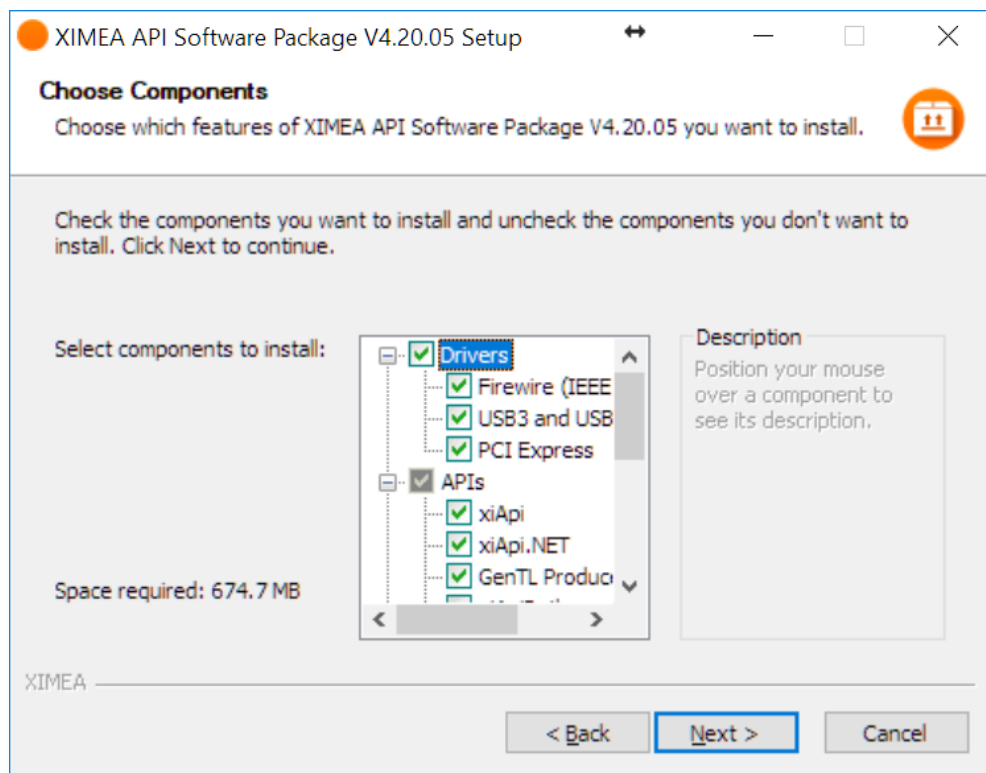 XIMEA API Software Package V4.20.05 Setup
Choose Components
Choose which features of XIMEA API Software Package V4.20.05 you want to install.
Check the components you want to install and uncheck the components you don't want to
install. Click Next to continue.
Select components to install:
Drivers
Firewire (IEEE
USB3 and USB
PCI Express
APIs
xiApi
xiApi.NET
GenTL Produc
Description
Position your mouse
over a component to
see its description.
Space required: 674.7 MB
XIMEA
< Back
Next >
Cancel